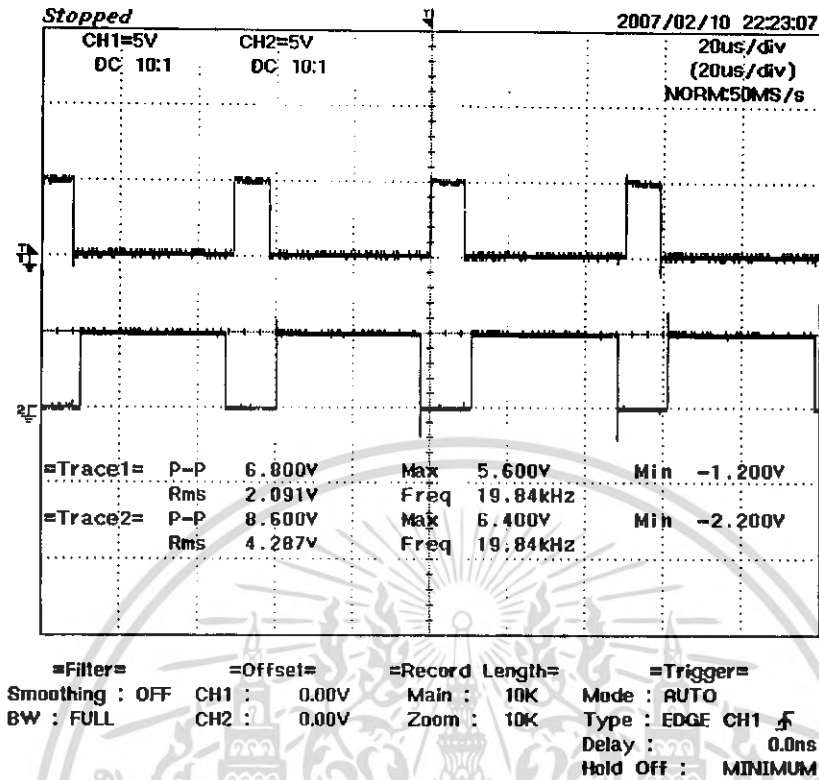 Stopped 2007/02/10 22:23:07
CH1=5V CH2=5V 20us/div
DC 10:1 DC 10:1 (20us/div)
NORM:50MS/s
=Trace1= P-P 6.800V Max 5.600V Min -1.200V
Rms 2.091V Freq 19.84kHz
=Trace2= P-P 8.600V Max 6.400V Min -2.200V
Rms 4.287V Freq 19.84kHz
=Filter= =Offset= =Record Length= =Trigger=
Smoothing : OFF CH1 : 0.00V Main : 10K Mode : AUTO
BW : FULL CH2 : 0.00V Zoom : 10K Type : EDGE CH1
Delay : 0.0ns
Hold Off : MINIMUM